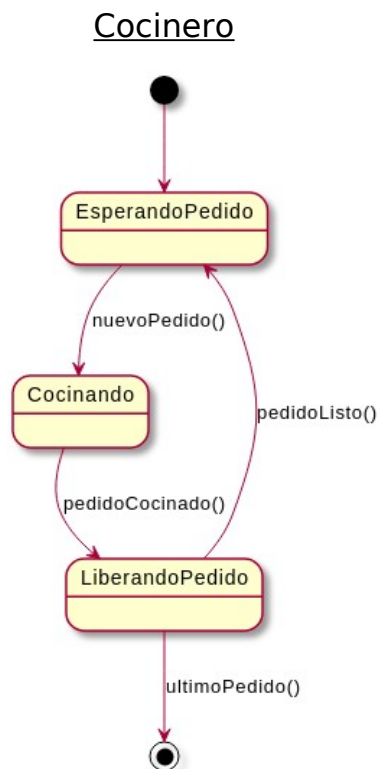 Cocinero
EsperandoPedido
nuevoPedido()
Cocinando
pedidoListo()
pedidoCocinado()
LiberandoPedido
ultimoPedido()